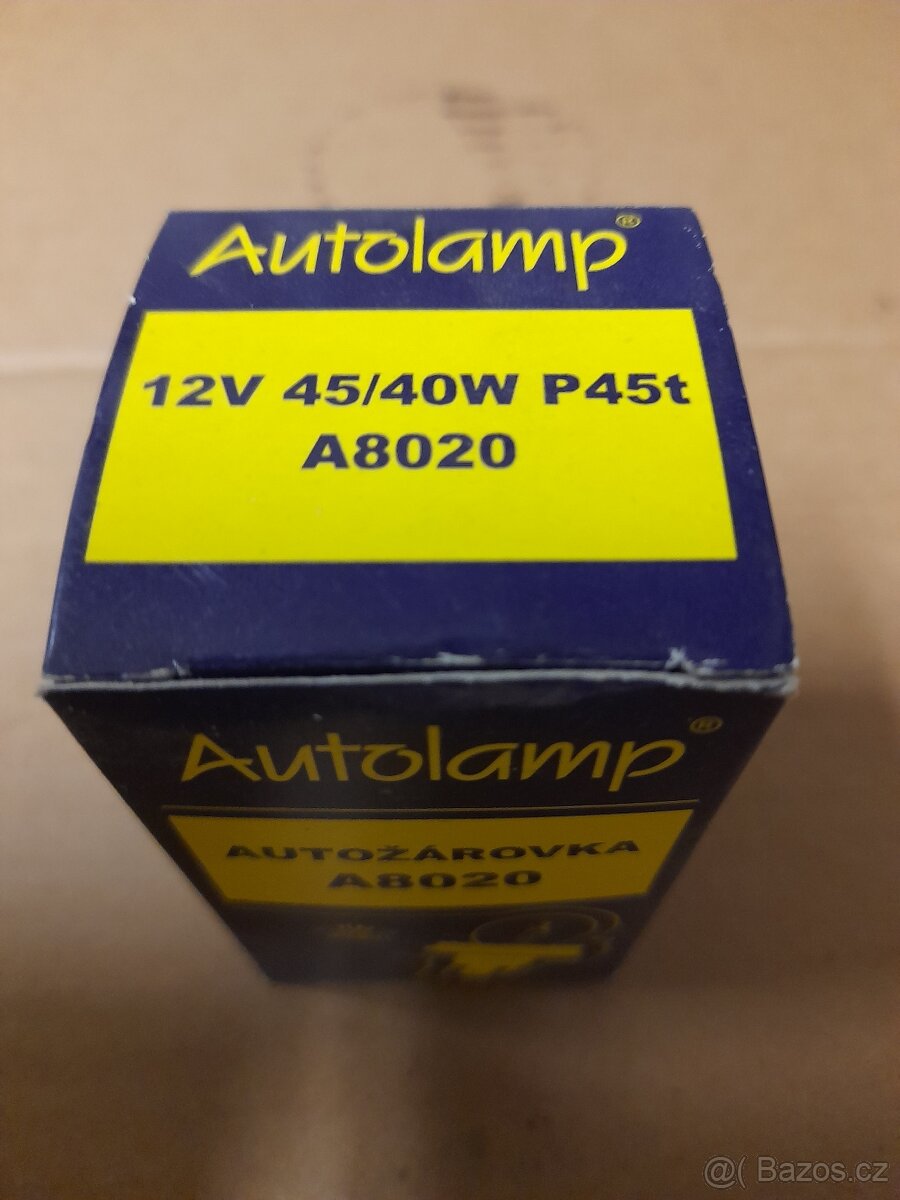 Autolamp®
12V 45/40W P45t
A8020
Autolamp®
AUTOŽÁROVKA
A8020
@( Bazos.cz